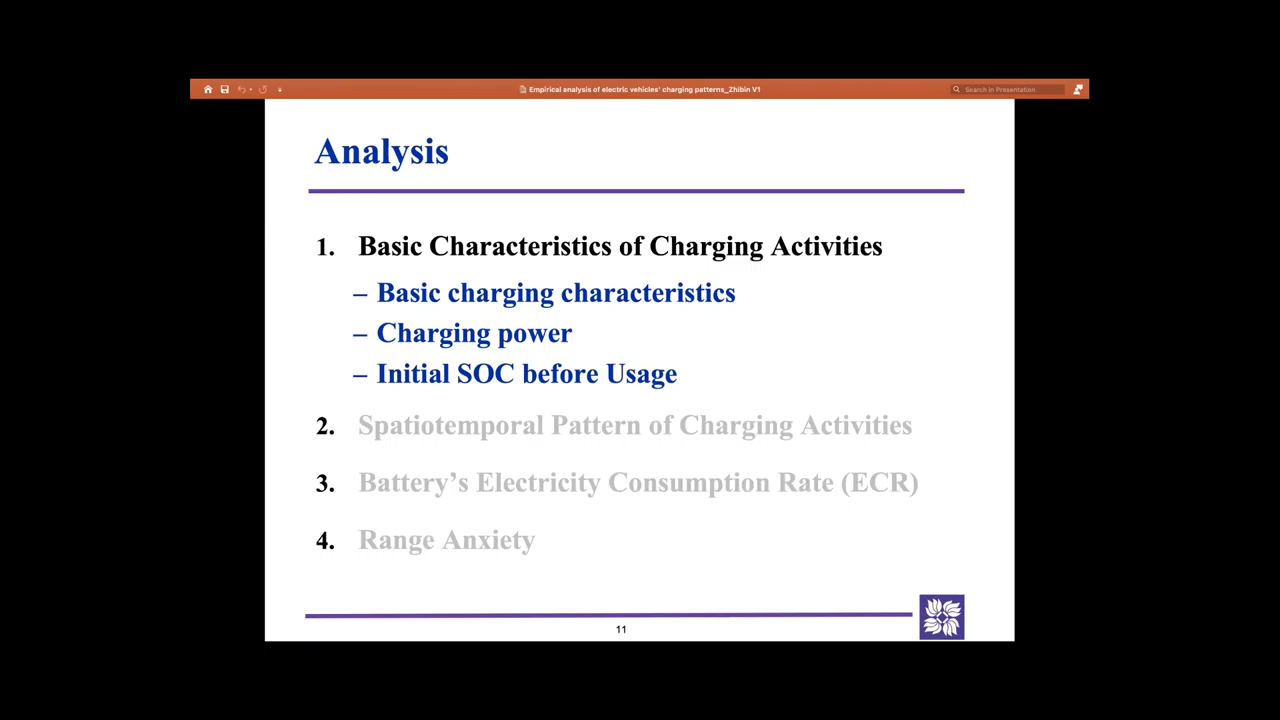 Empirical analysis of electric vehicles' charging patterns_Zhibin V1
Search in Presentation
Analysis
1. Basic Characteristics of Charging Activities
– Basic charging characteristics
– Charging power
– Initial SOC before Usage
2. Spatiotemporal Pattern of Charging Activities
3. Battery’s Electricity Consumption Rate (ECR)
4. Range Anxiety
11